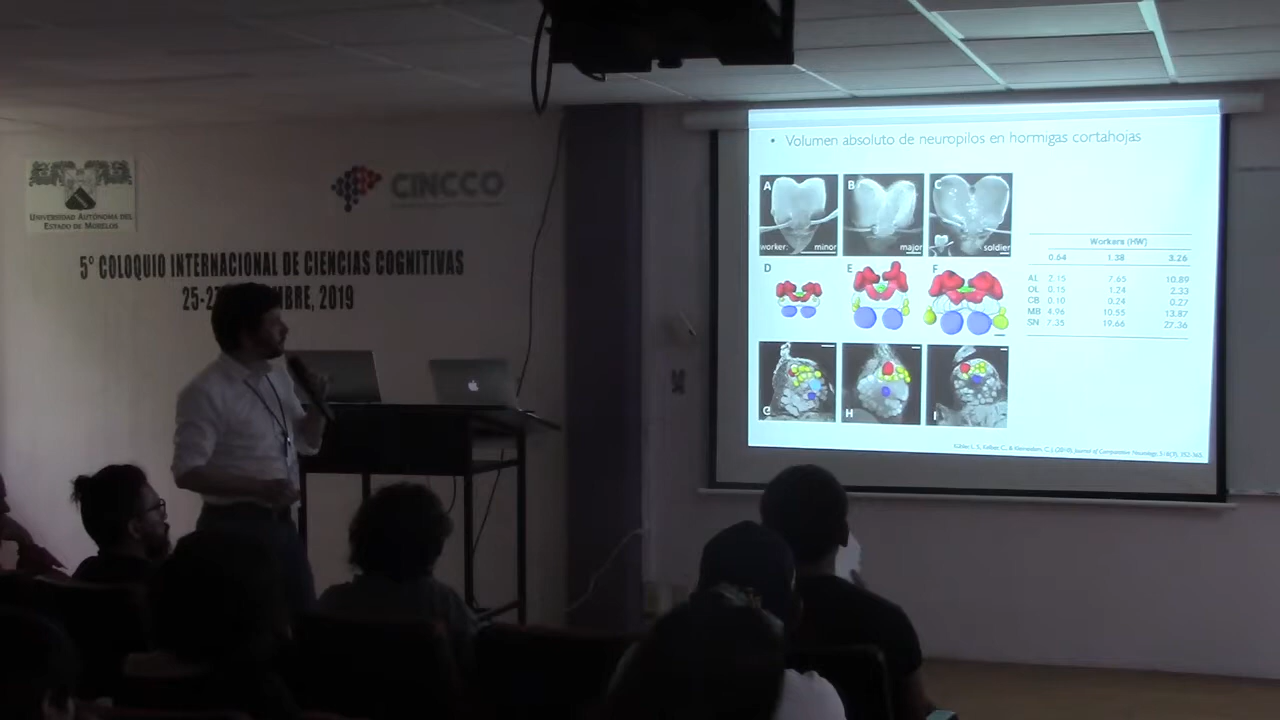 UNIVERSIDAD AUTÓNOMA DEL
ESTADO DE MORELOS
CINCCO
5° COLOQUIO INTERNACIONAL DE CIENCIAS COGNITIVAS
25-27 BRE, 2019
• Volumen absoluto de neuropilos en hormigas cortahojas
A
B
C
worker: minor
major
soldier
D
E
F
G
H
I
Workers (HW)
0.64 1.38 3.26
AL 2.15 7.65 10.89
OL 0.15 1.24 2.33
CB 0.10 0.24 0.27
MB 4.96 10.55 13.87
SN 7.35 19.66 27.36